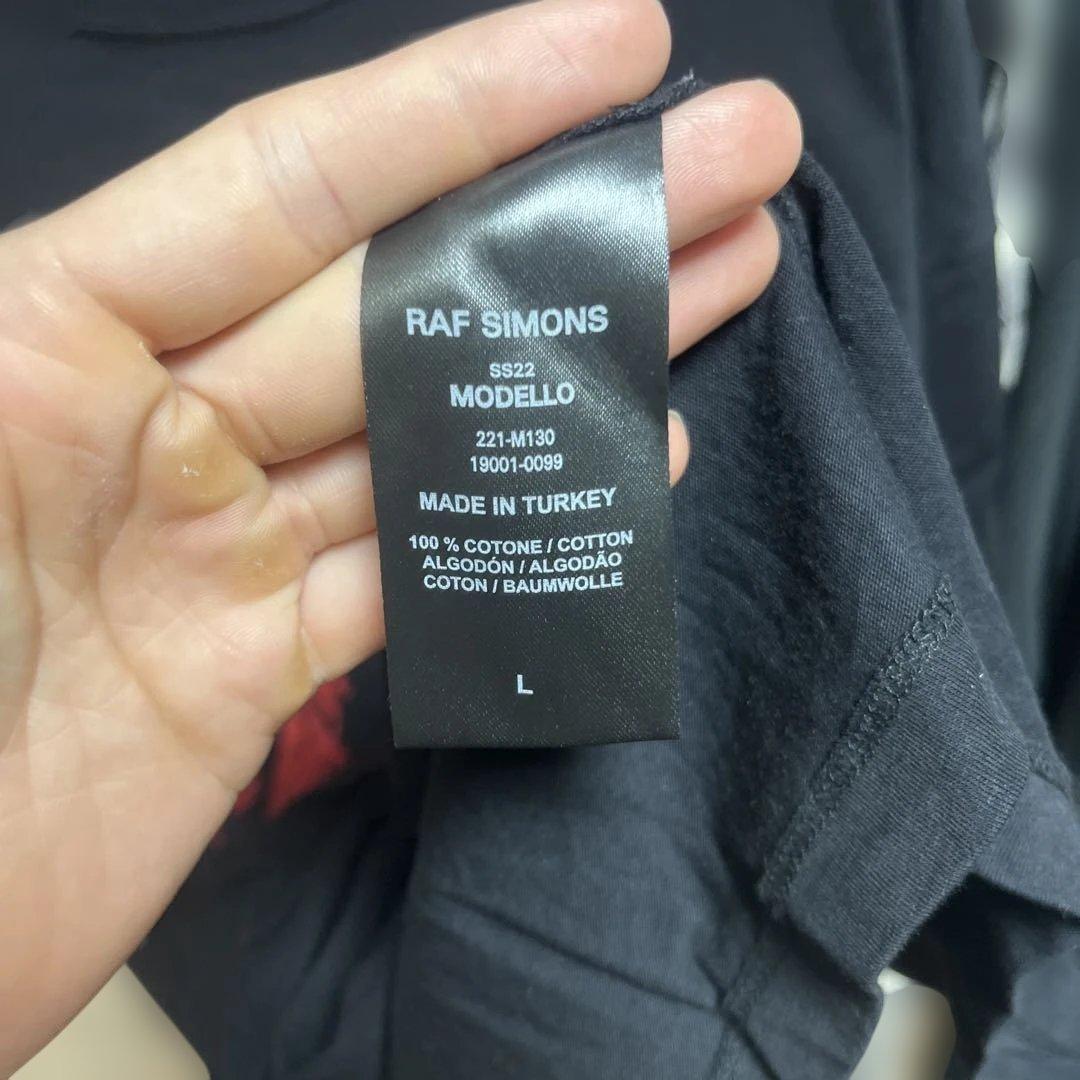 RAF SIMONS
SS22
MODELLO
221-M130
19001-0099
MADE IN TURKEY
100 % COTONE / COTTON
ALGODÓN / ALGODÃO
COTON / BAUMWOLLE
L